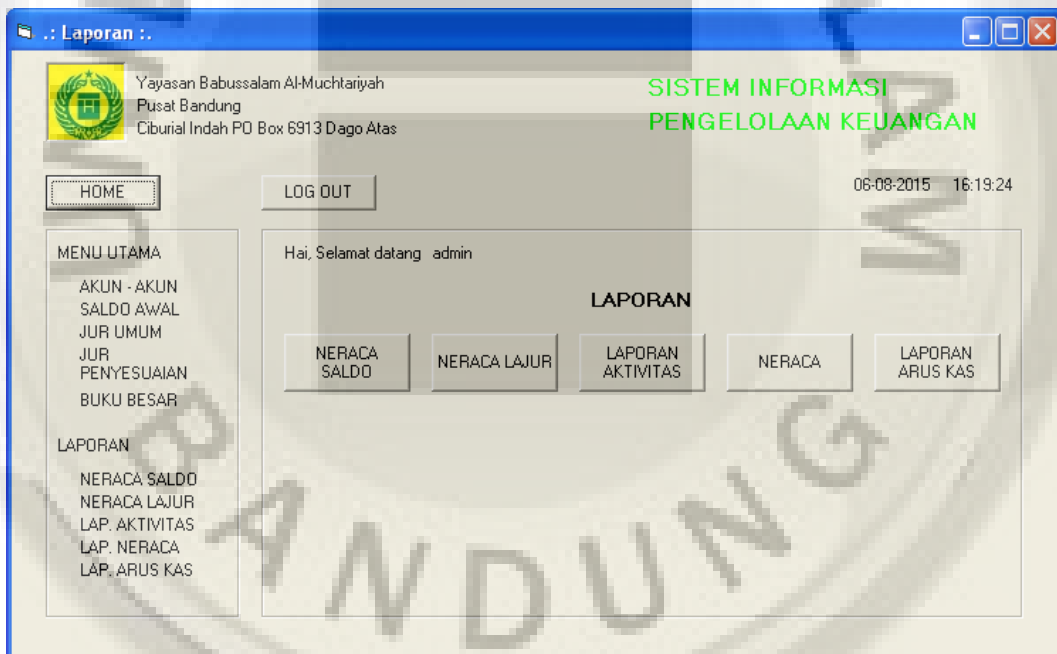 .: Laporan :.
Yayasan Babussalam Al-Muchtariyah
Pusat Bandung
Ciburial Indah PO Box 6913 Dago Atas
SISTEM INFORMASI
PENGELOLAAN KEUANGAN
HOME
LOG OUT
06-08-2015 16:19:24
MENU UTAMA
AKUN - AKUN
SALDO AWAL
JUR UMUM
JUR
PENYESUAIAN
BUKU BESAR
LAPORAN
NERACA SALDO
NERACA LAJUR
LAP. AKTIVITAS
LAP. NERACA
LAP. ARUS KAS
Hai, Selamat datang admin
LAPORAN
NERACA
SALDO
NERACA LAJUR
LAPORAN
AKTIVITAS
NERACA
LAPORAN
ARUS KAS
BANDUNG